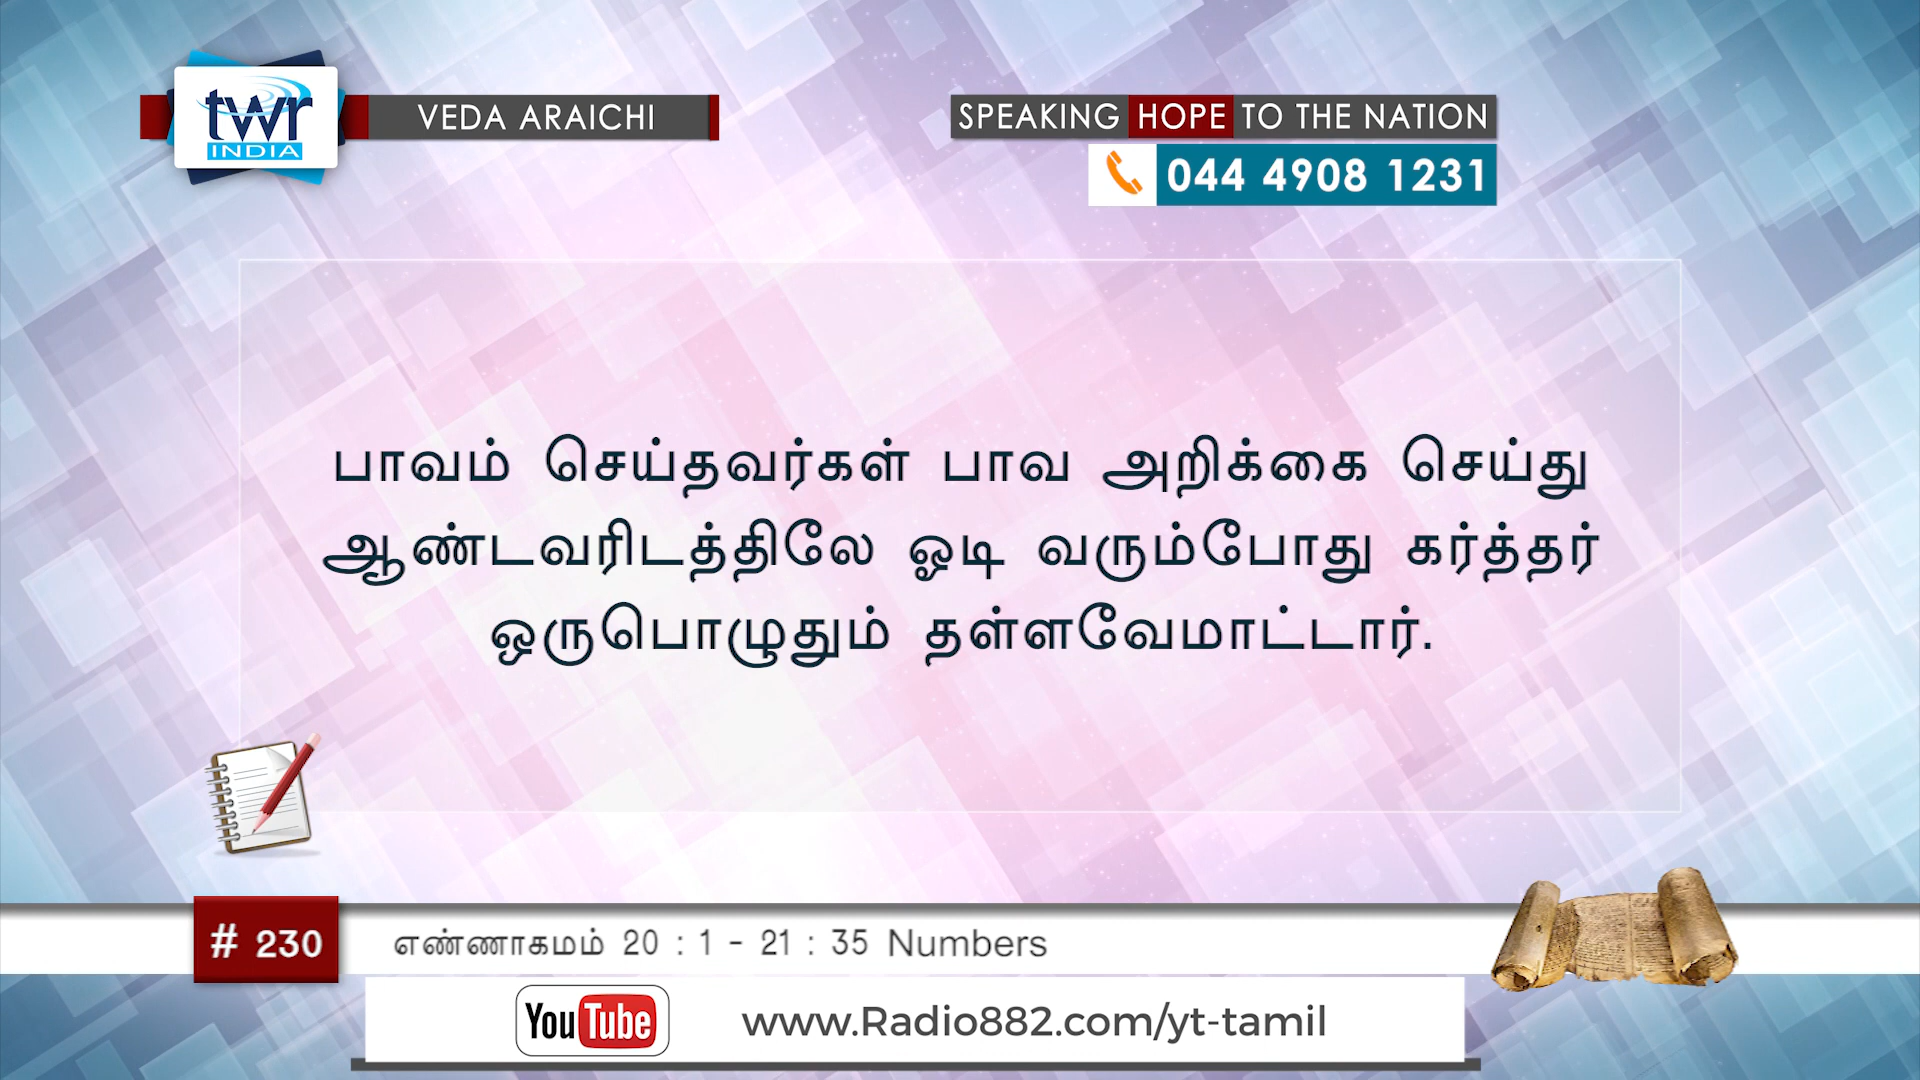 twr
INDIA
VEDA ARAICHI
SPEAKING HOPE TO THE NATION
044 4908 1231
பாவம் செய்தவர்கள் பாவ அறிக்கை செய்து
ஆண்டவரிடத்திலே ஓடி வரும்போது கர்த்தர்
ஒருபொழுதும் தள்ளவேமாட்டார்.
# 230
எண்ணாகமம் 20 : 1 - 21 : 35 Numbers
YouTube
www.Radio882.com/yt-tamil